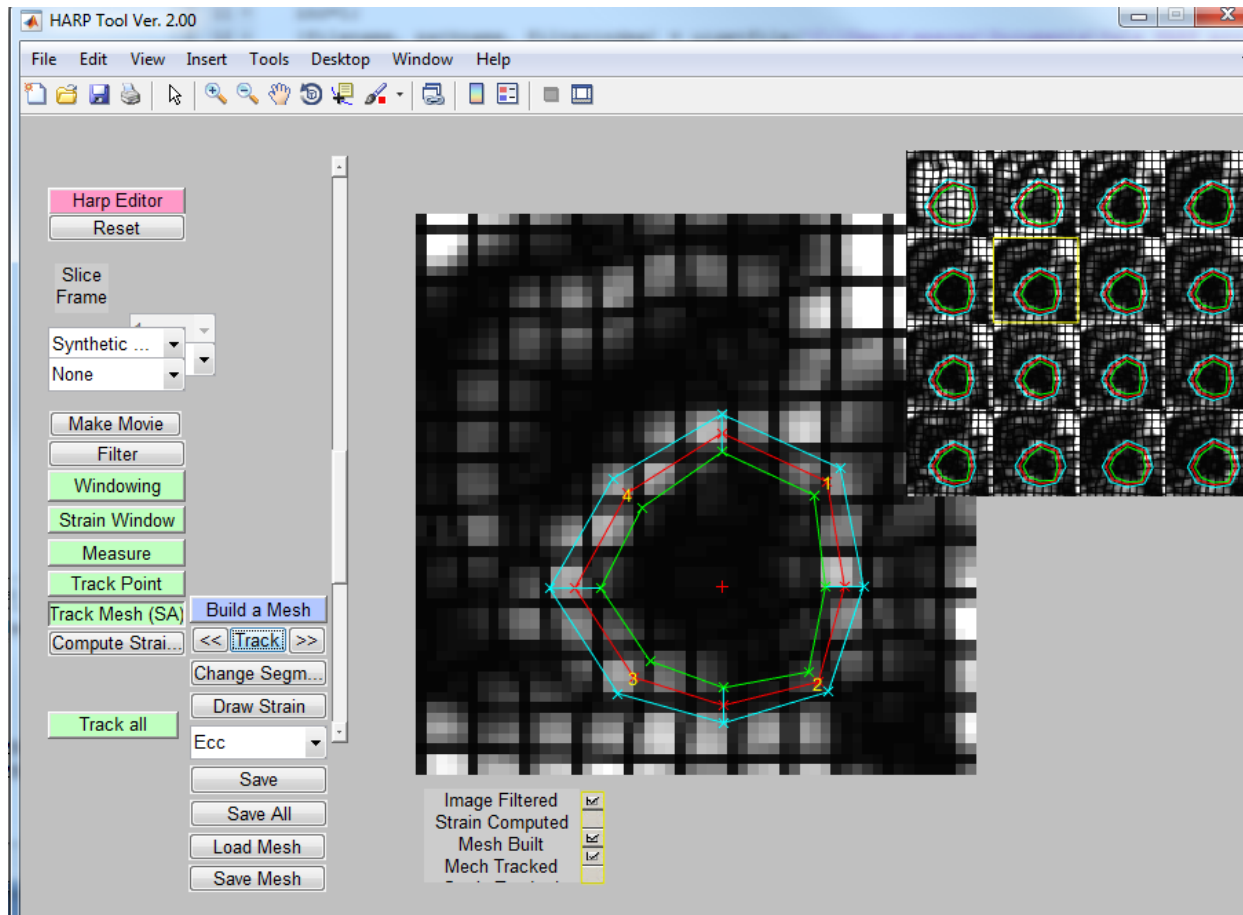 HARP Tool Ver. 2.00
File Edit View Insert Tools Desktop Window Help
Harp Editor
Reset
Slice
Frame
Synthetic ...
None
Make Movie
Filter
Windowing
Strain Window
Measure
Track Point
Track Mesh (SA)
Compute Strai...
Track all
Build a Mesh
<< Track >>
Change Segm...
Draw Strain
Ecc
Save
Save All
Load Mesh
Save Mesh
1
4
3
2
Image Filtered
Strain Computed
Mesh Built
Mech Tracked